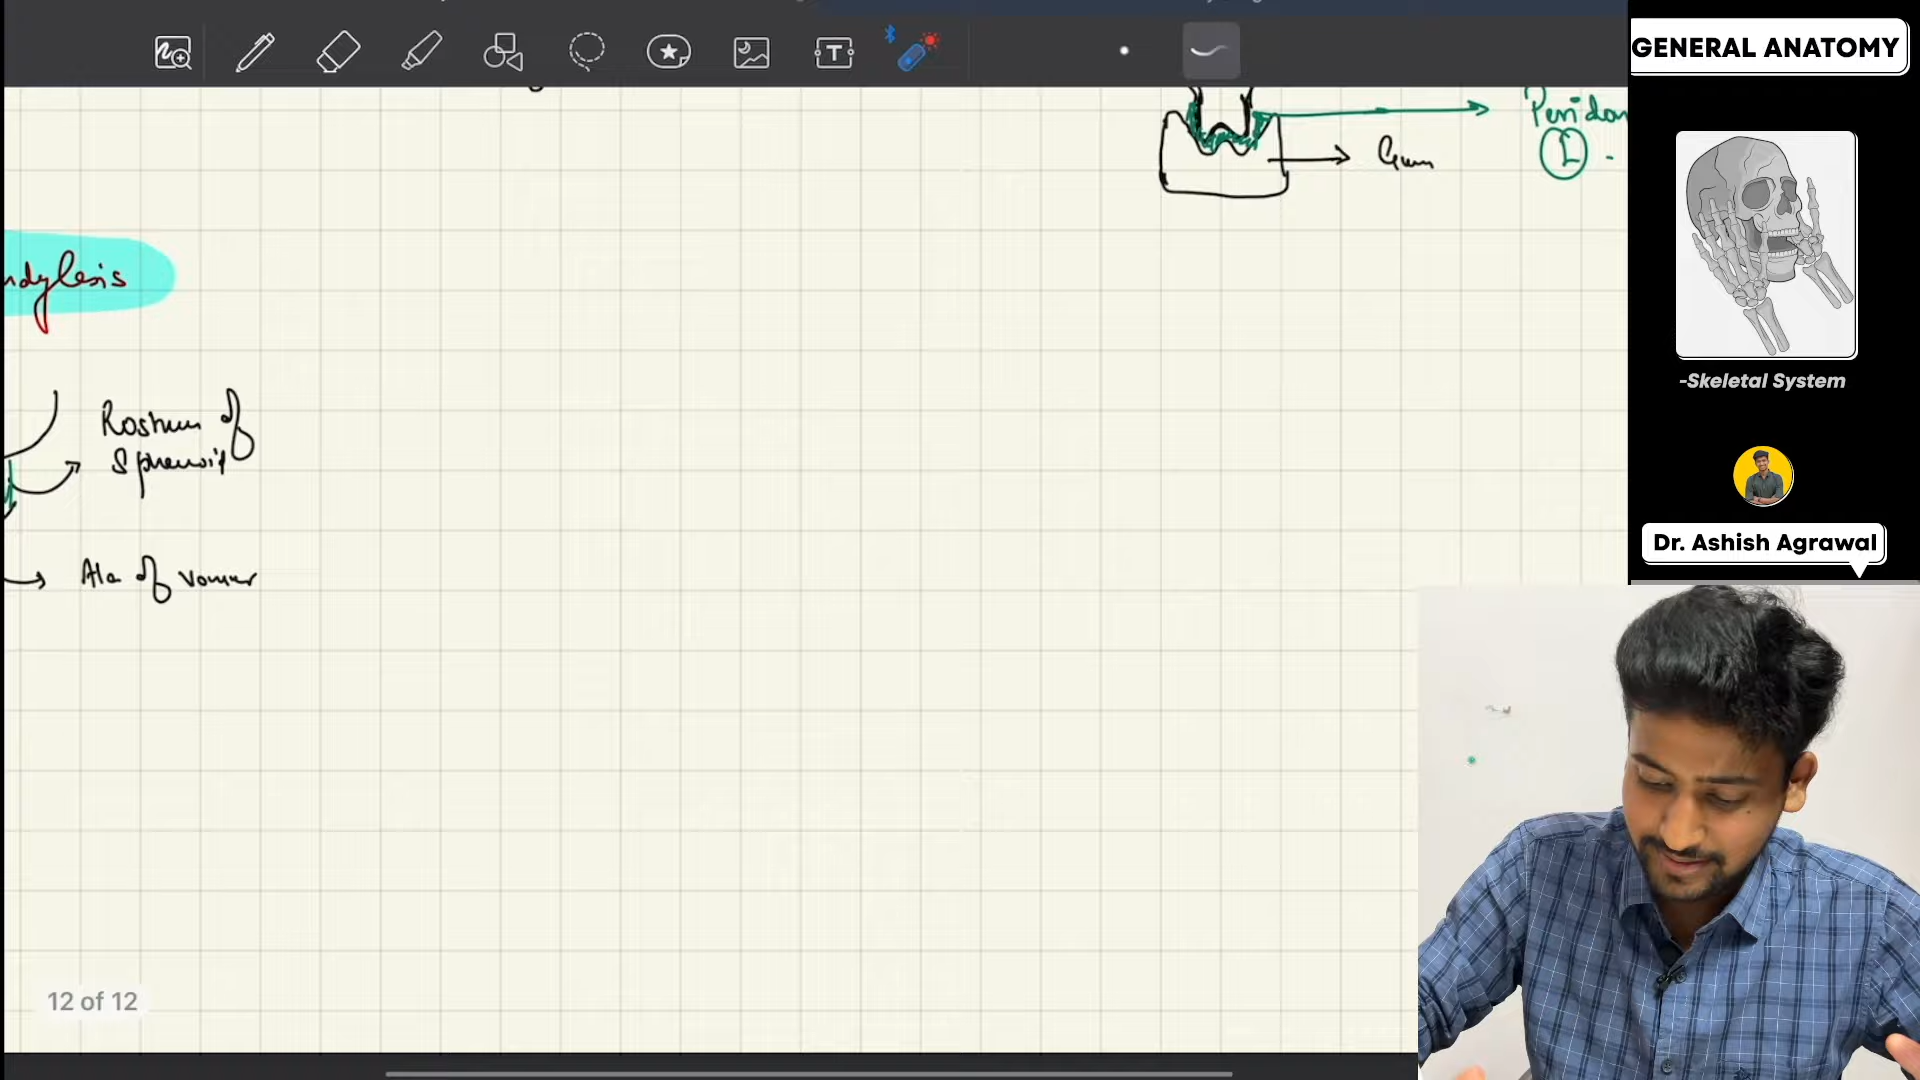 GENERAL ANATOMY
T
Peridon
L .
Gum
ndylesis
-Skeletal System
Rostrum of
Sphenoid
Dr. Ashish Agrawal
Ala of vomer
12 of 12